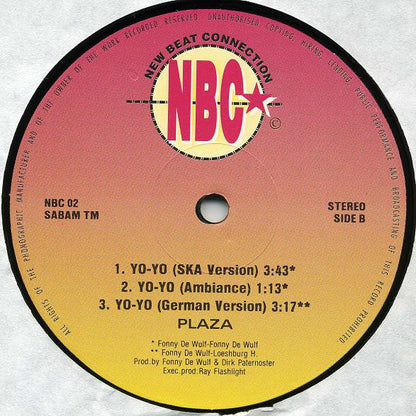 ALL RIGHTS OF THE PHONOGRAPHIC MANUFACTURER AND OF THE OWNER OF THE WORK RECORDED RESERVED. UNAUTHORISED COPYING HIRING LENDING PUBLIC PERFORMANCE AND BROADCASTING OF THIS RECORD PROHIBITED
NEW BEAT CONNECTION
NBC
©
NBC 02
SABAM TM
STEREO
SIDE B
1. YO-YO (SKA Version) 3:43*
2. YO-YO (Ambiance) 1:13*
3. YO-YO (German Version) 3:17**
PLAZA
* Fonny De Wulf-Fonny De Wulf
** Fonny De Wulf-Loeshburg H.
Prod.by Fonny De Wulf & Dirk Paternoster
Exec.prod:Ray Flashlight